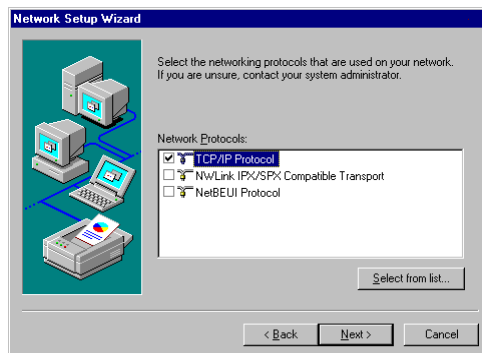 Network Setup Wizard
Select the networking protocols that are used on your network.
If you are unsure, contact your system administrator.
Network Protocols:
TCP/IP Protocol
NWLink IPX/SPX Compatible Transport
NetBEUI Protocol
Select from list...
< Back
Next >
Cancel